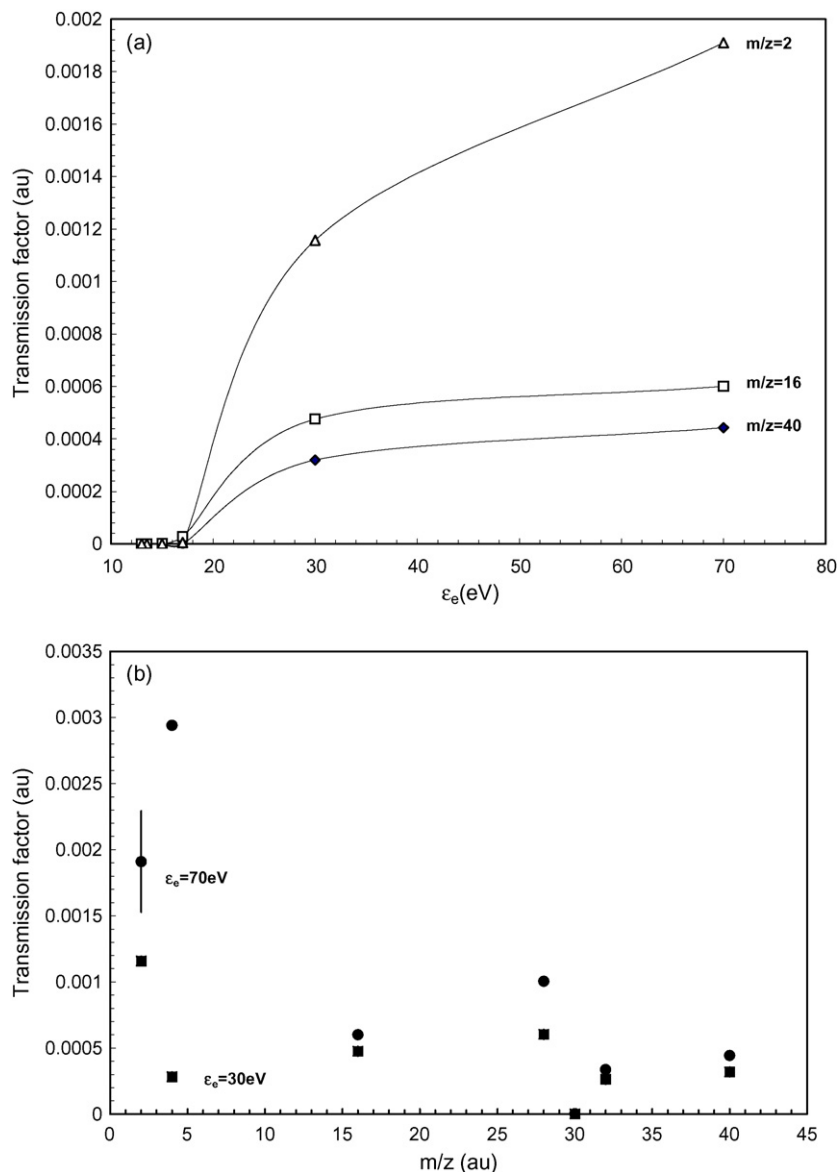 0.002
(a)
m/z=2
0.0018
0.0016
0.0014
0.0012
0.001
0.0008
m/z=16
0.0006
m/z=40
0.0004
0.0002
0
Transmission factor (au)
10 20 30 40 50 60 70 80
εe(eV)
0.0035
(b)
0.003
0.0025
0.002
εe=70eV
0.0015
0.001
0.0005
εe=30eV
0
Transmission factor (au)
0 5 10 15 20 25 30 35 40 45
m/z (au)